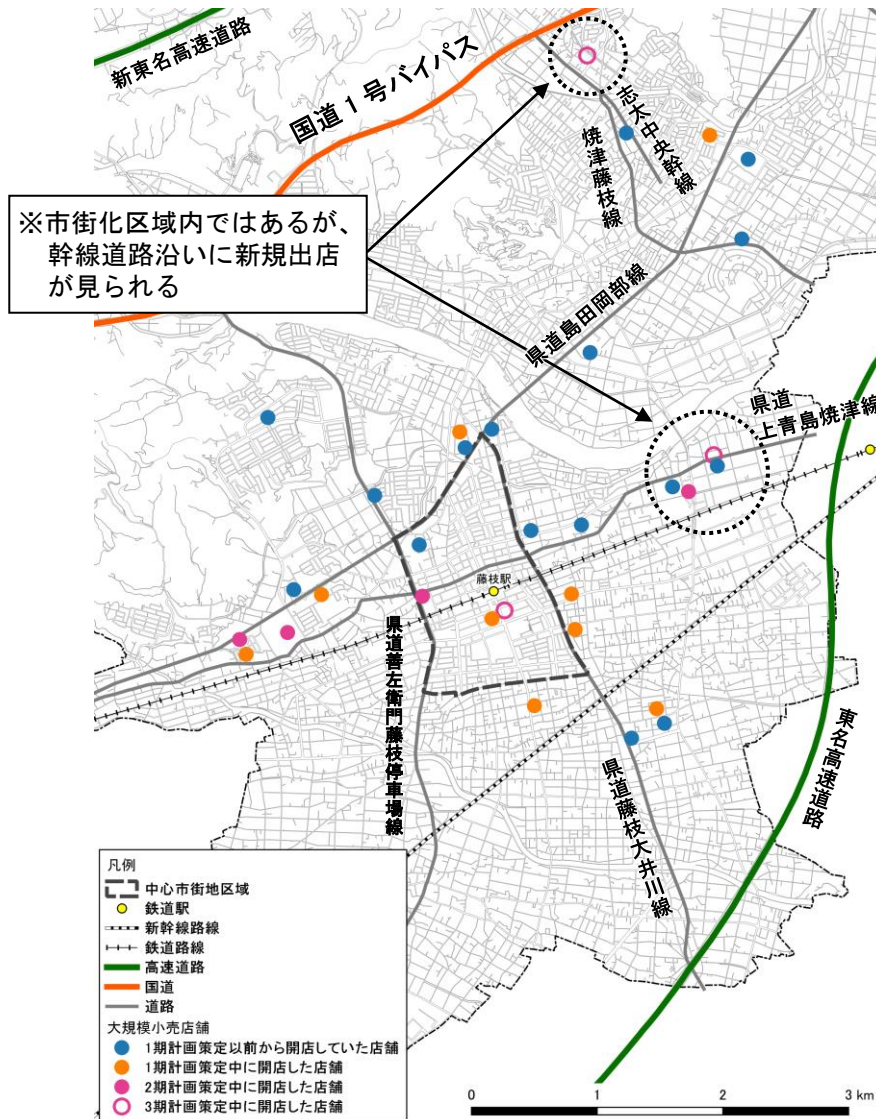 新東名高速道路
国道1号バイパス
志太中央幹線
焼津藤枝線
※市街化区域内ではあるが、
幹線道路沿いに新規出店
が見られる
県道島田岡部線
県道
上青島焼津線
藤枝駅
県道善左衛門藤枝停車場線
県道藤枝大井川線
東名高速道路
凡例
中心市街地区域
鉄道駅
新幹線路線
鉄道路線
高速道路
国道
道路
大規模小売店舗
1期計画策定以前から開店していた店舗
1期計画策定中に開店した店舗
2期計画策定中に開店した店舗
3期計画策定中に開店した店舗
0 1 2 3 km